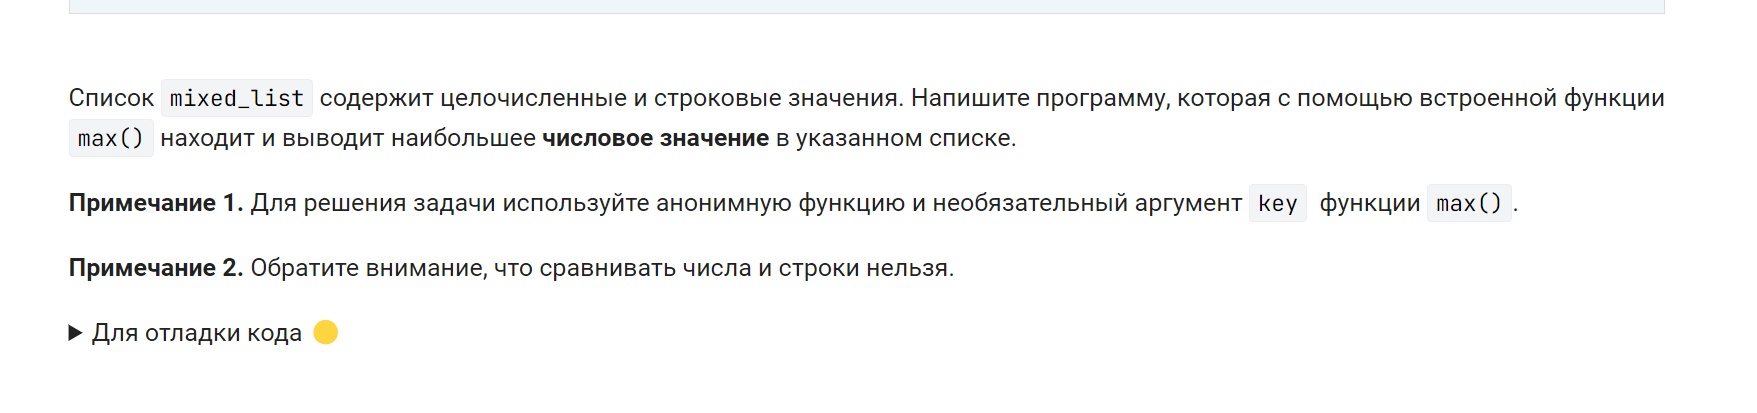 Список mixed_list содержит целочисленные и строковые значения. Напишите программу, которая с помощью встроенной функции
max() находит и выводит наибольшее числовое значение в указанном списке.
Примечание 1. Для решения задачи используйте анонимную функцию и необязательный аргумент key функции max().
Примечание 2. Обратите внимание, что сравнивать числа и строки нельзя.
Для отладки кода